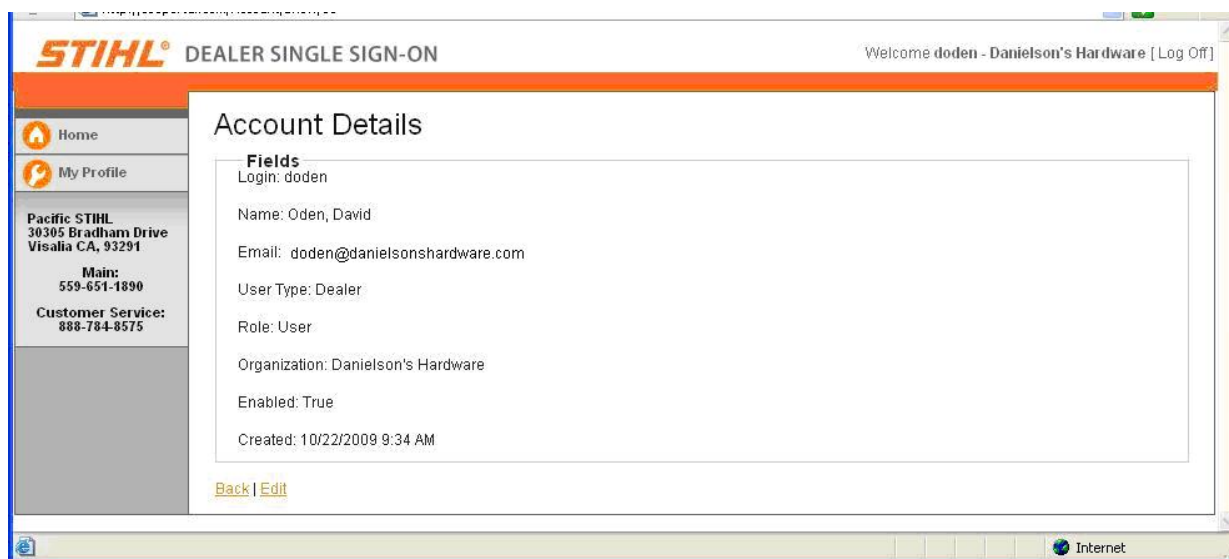 STIHL® DEALER SINGLE SIGN-ON
Welcome doden - Danielson's Hardware [ Log Off ]
Home
My Profile
Pacific STIHL
30305 Bradham Drive
Visalia CA, 93291
Main:
559-651-1890
Customer Service:
888-784-8575
Account Details
Fields
Login: doden
Name: Oden, David
Email: doden@danielsonshardware.com
User Type: Dealer
Role: User
Organization: Danielson's Hardware
Enabled: True
Created: 10/22/2009 9:34 AM
Back | Edit
Internet